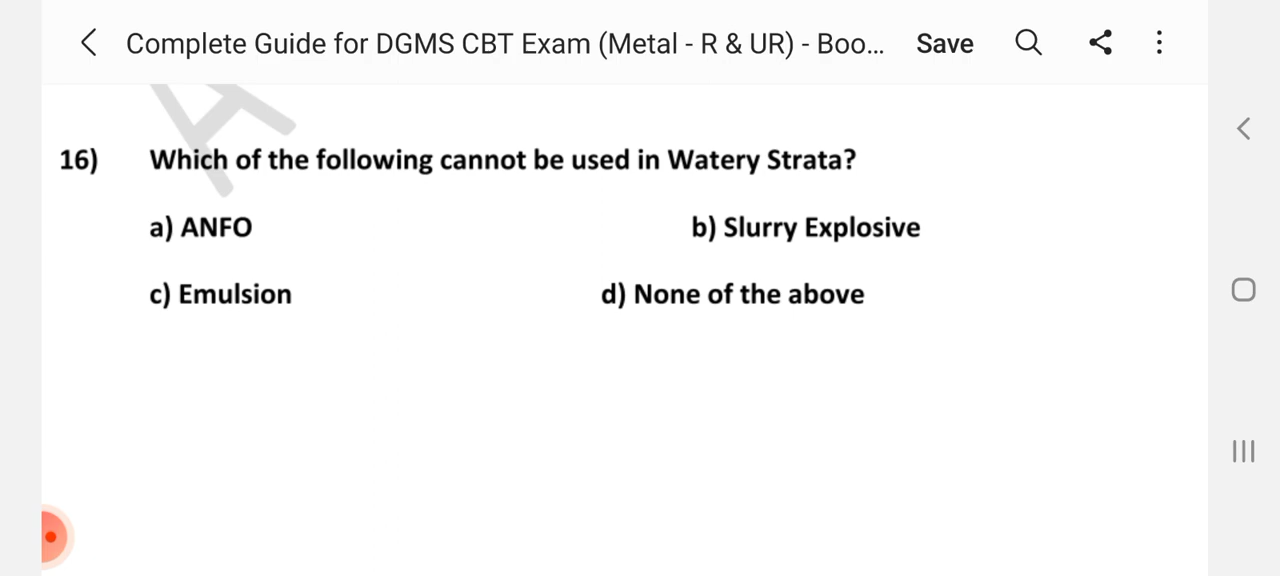 Complete Guide for DGMS CBT Exam (Metal - R & UR) - Boo... Save
16) Which of the following cannot be used in Watery Strata?
a) ANFO b) Slurry Explosive
c) Emulsion d) None of the above